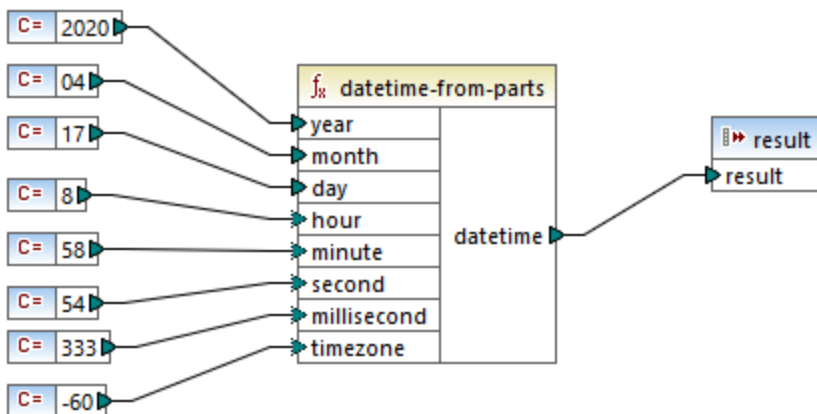 C= 2020
C= 04
C= 17
C= 8
C= 58
C= 54
C= 333
C= -60
fx datetime-from-parts
year
month
day
hour
minute
second
millisecond
timezone
datetime
result
result